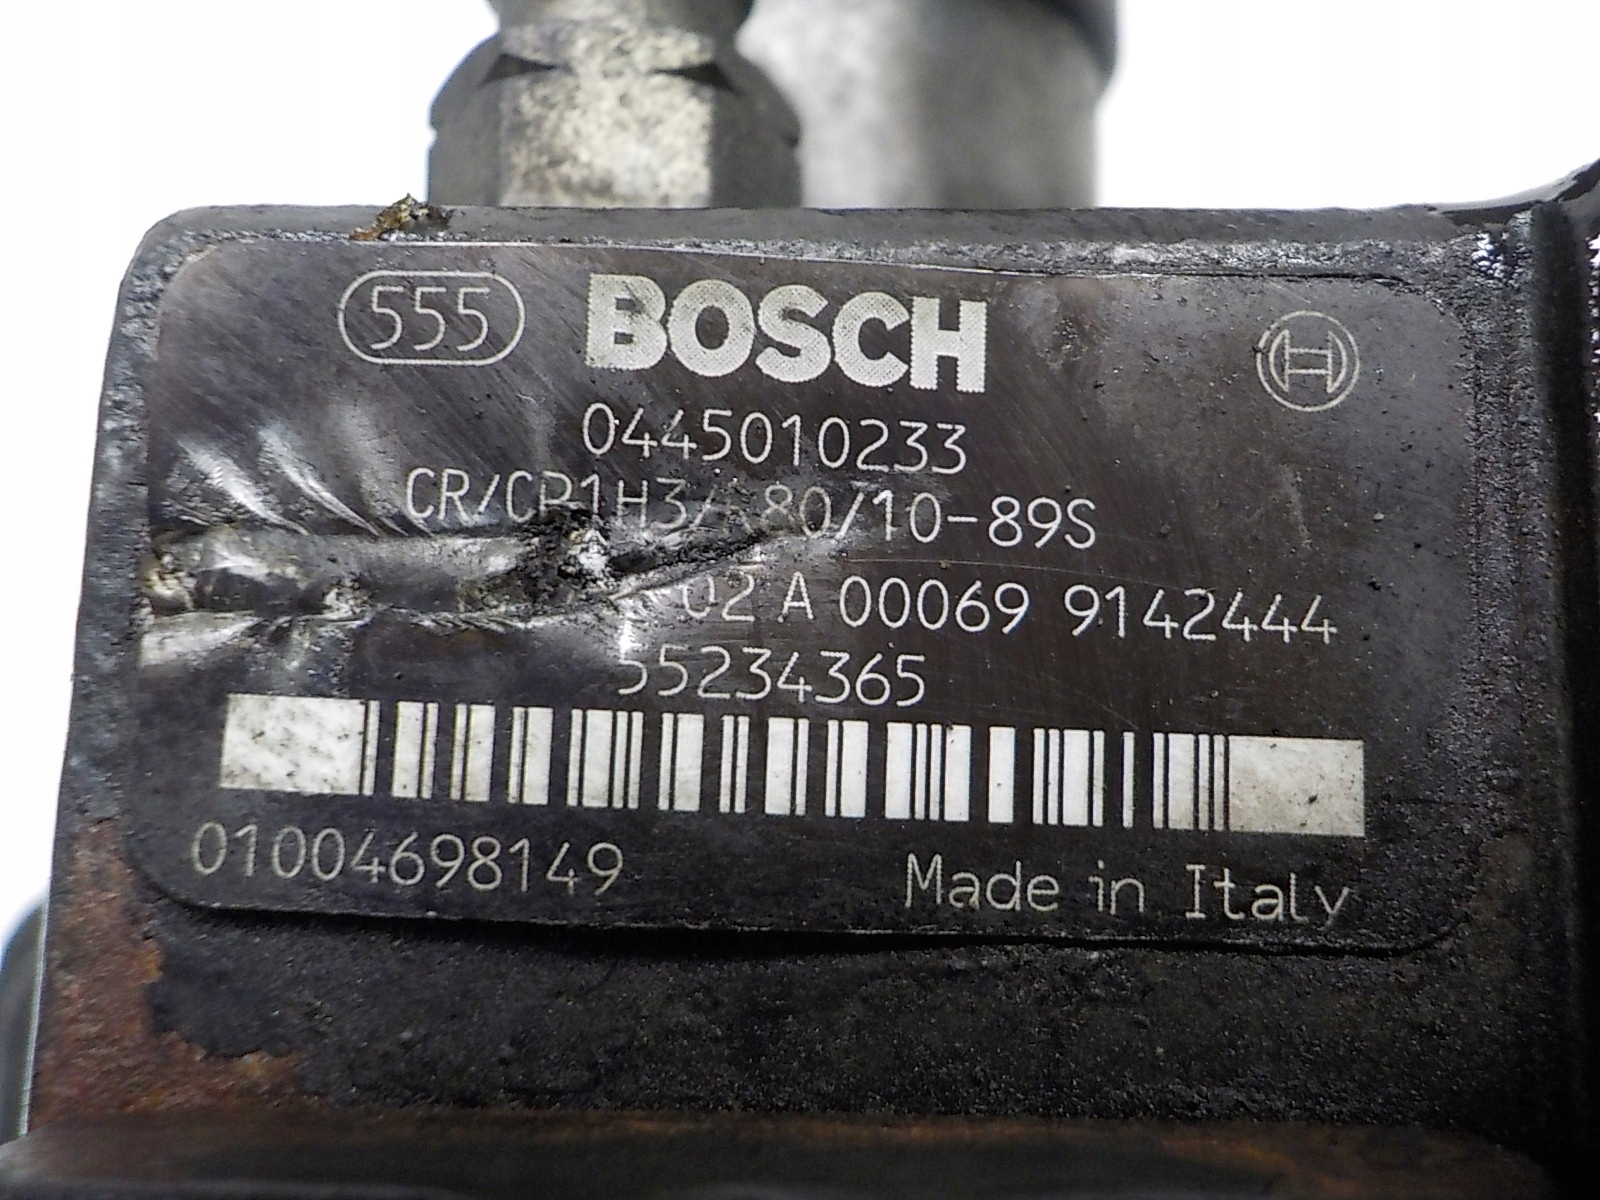 555 BOSCH
0445010233
CR/CP1H3/ 80/10-89S
02 A 00069 9142444
55234365
01004698149 Made in Italy